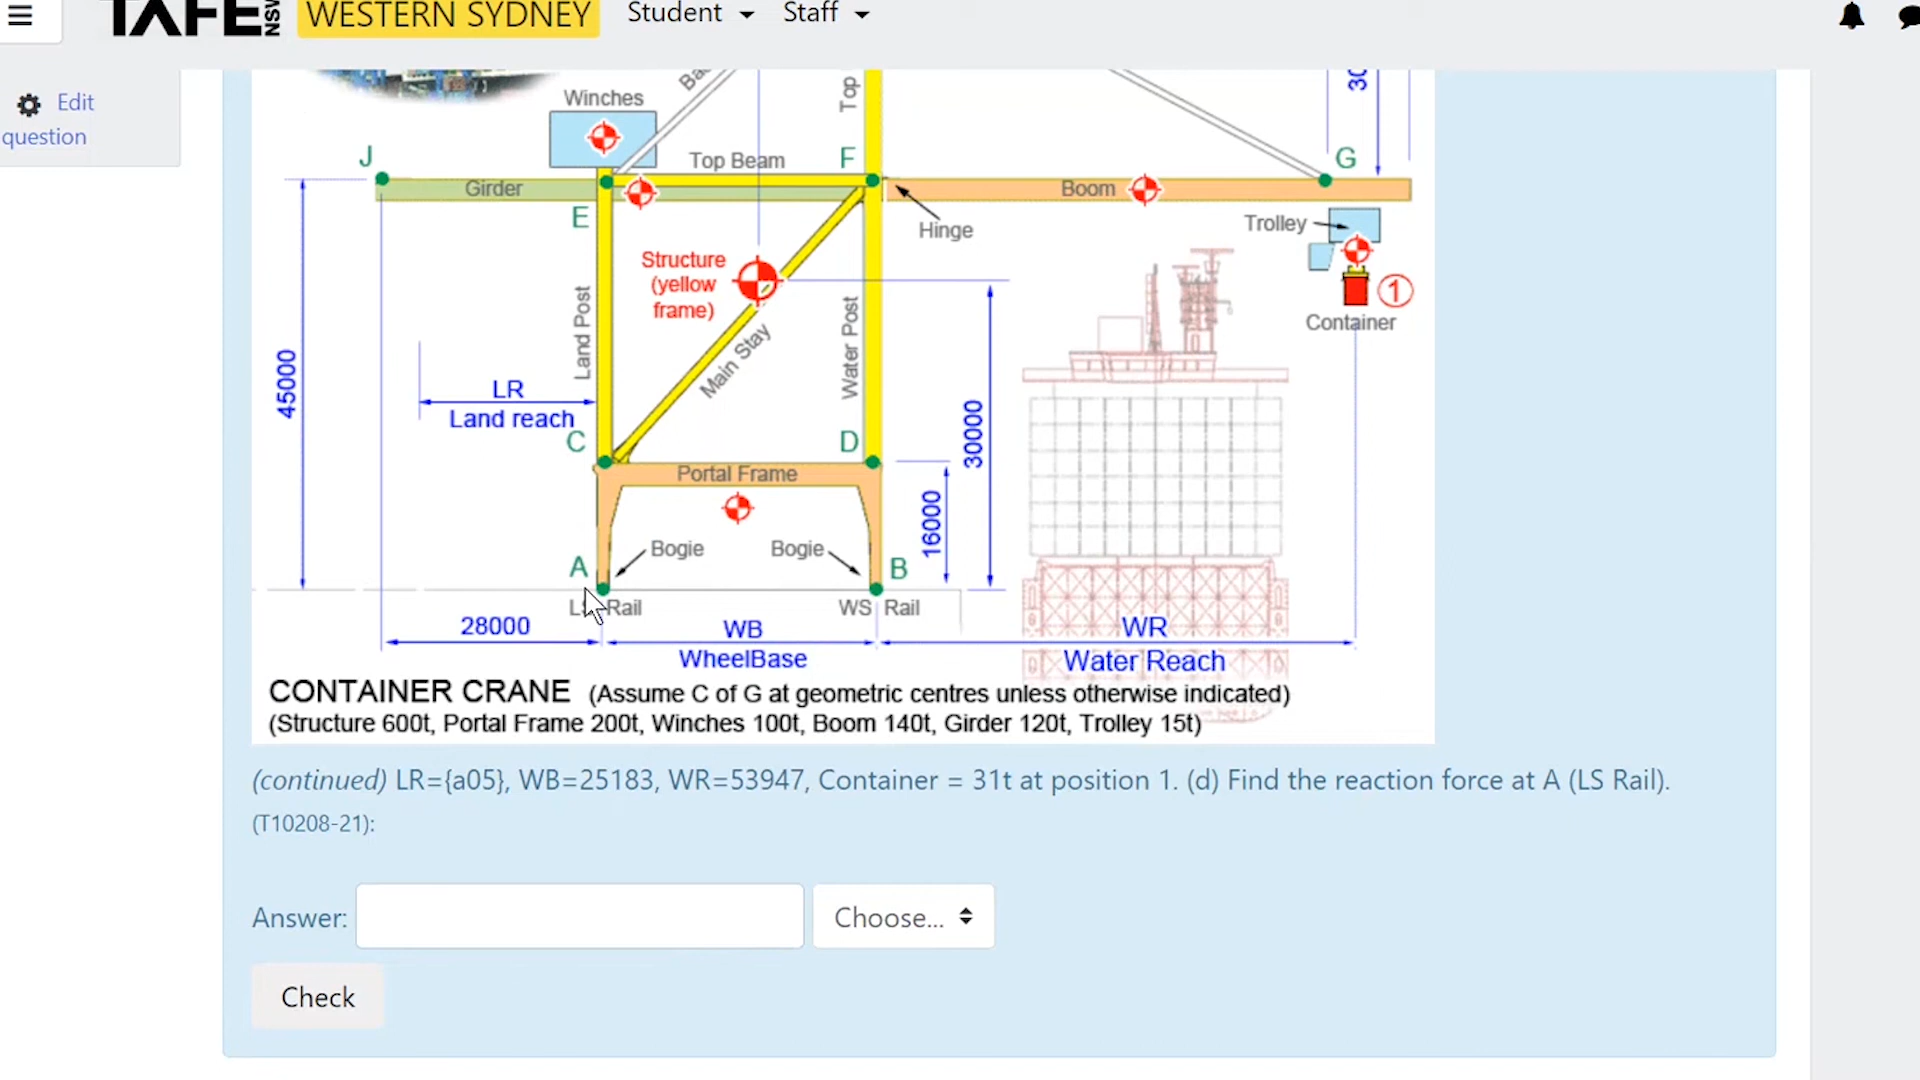 TAFE NSW WESTERN SYDNEY Student Staff
Edit
question
Winches
Top
J
Top Beam
F
G
Girder
Boom
E
Hinge
Trolley
Structure
(yellow
frame)
1
Container
Land Post
Main Stay
Water Post
45000
LR
Land reach
30000
C
D
Portal Frame
16000
Bogie
Bogie
A
B
Rail
WS Rail
28000
WB
WheelBase
WR
Water Reach
CONTAINER CRANE (Assume C of G at geometric centres unless otherwise indicated)
(Structure 600t, Portal Frame 200t, Winches 100t, Boom 140t, Girder 120t, Trolley 15t)
(continued) LR={a05}, WB=25183, WR=53947, Container = 31t at position 1. (d) Find the reaction force at A (LS Rail).
(T10208-21):
Answer:
Choose...
Check